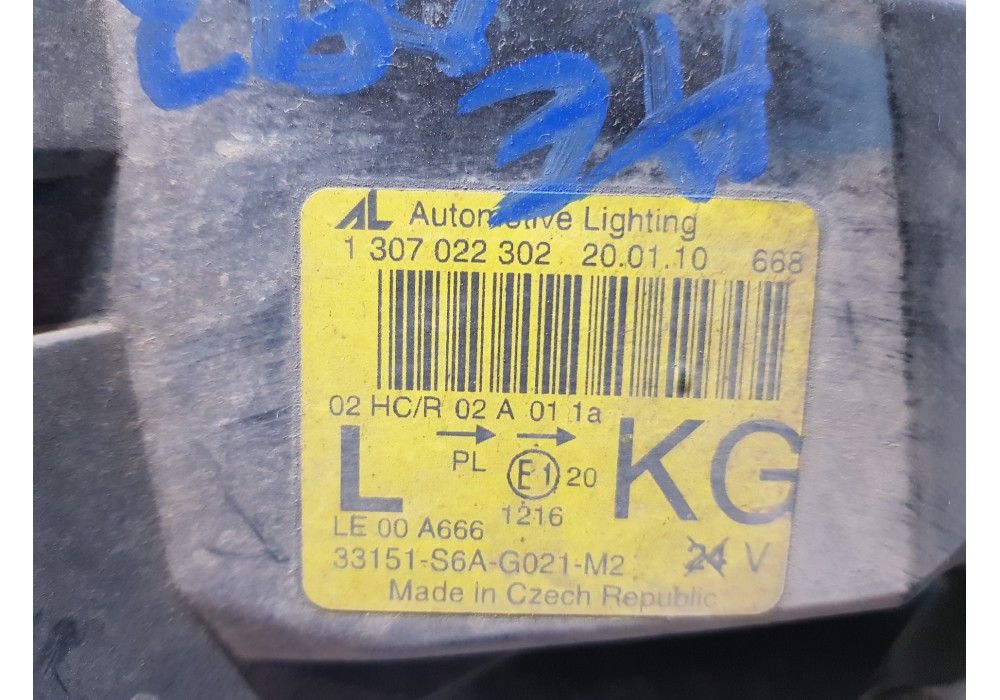 AL Automotive Lighting
1 307 022 302 20.01.10 668
02 HC/R 02 A 01 1a
L → → KG
PL E1 20
1216
LE 00 A666
33151-S6A-G021-M2 24 V
Made in Czech Republic